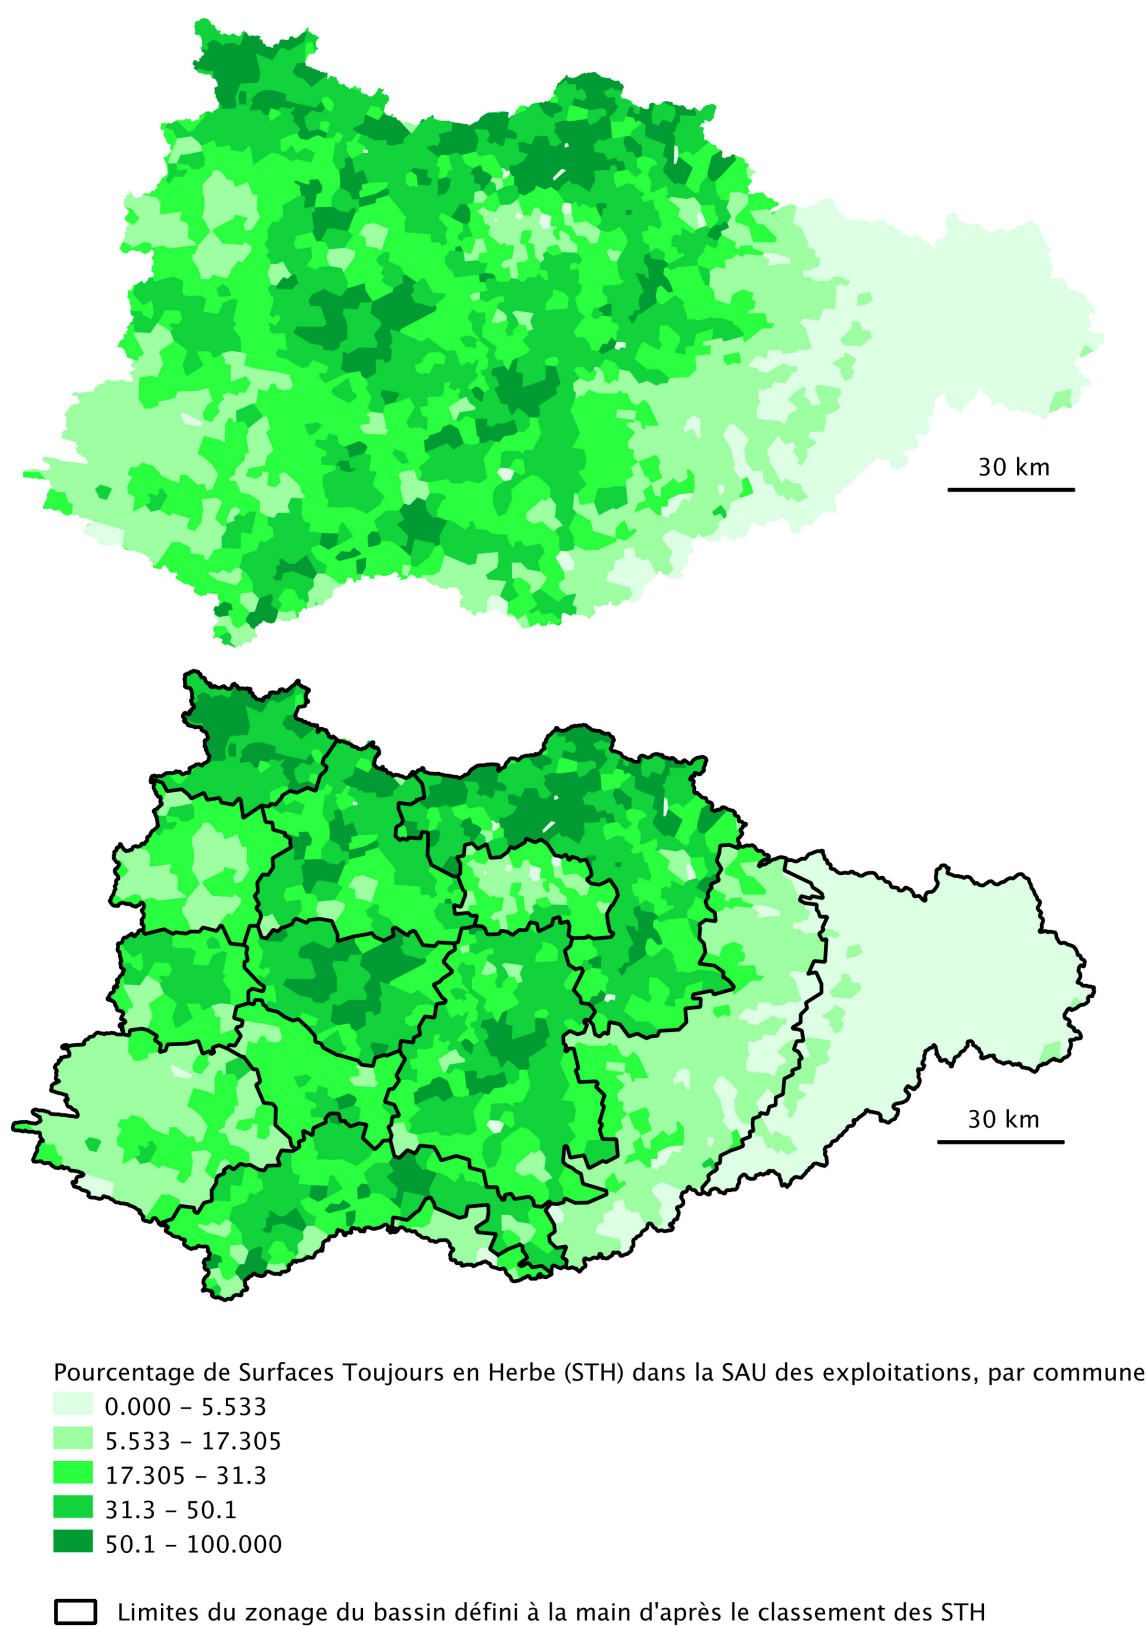 30 km
30 km
Pourcentage de Surfaces Toujours en Herbe (STH) dans la SAU des exploitations, par commune
0.000 – 5.533
5.533 – 17.305
17.305 – 31.3
31.3 – 50.1
50.1 – 100.000
Limites du zonage du bassin défini à la main d'après le classement des STH